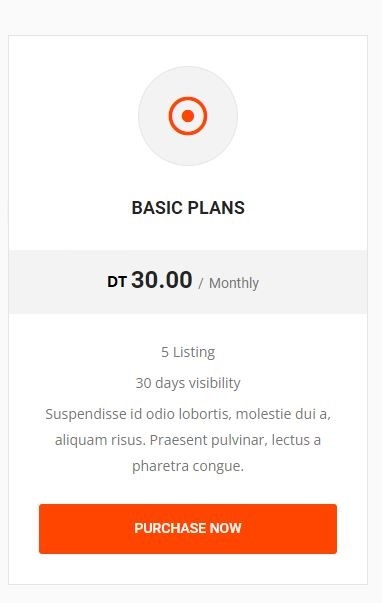 BASIC PLANS
DT 30.00 / Monthly
5 Listing
30 days visibility
Suspendisse id odio lobortis, molestie dui a,
aliquam risus. Praesent pulvinar, lectus a
pharetra congue.
PURCHASE NOW